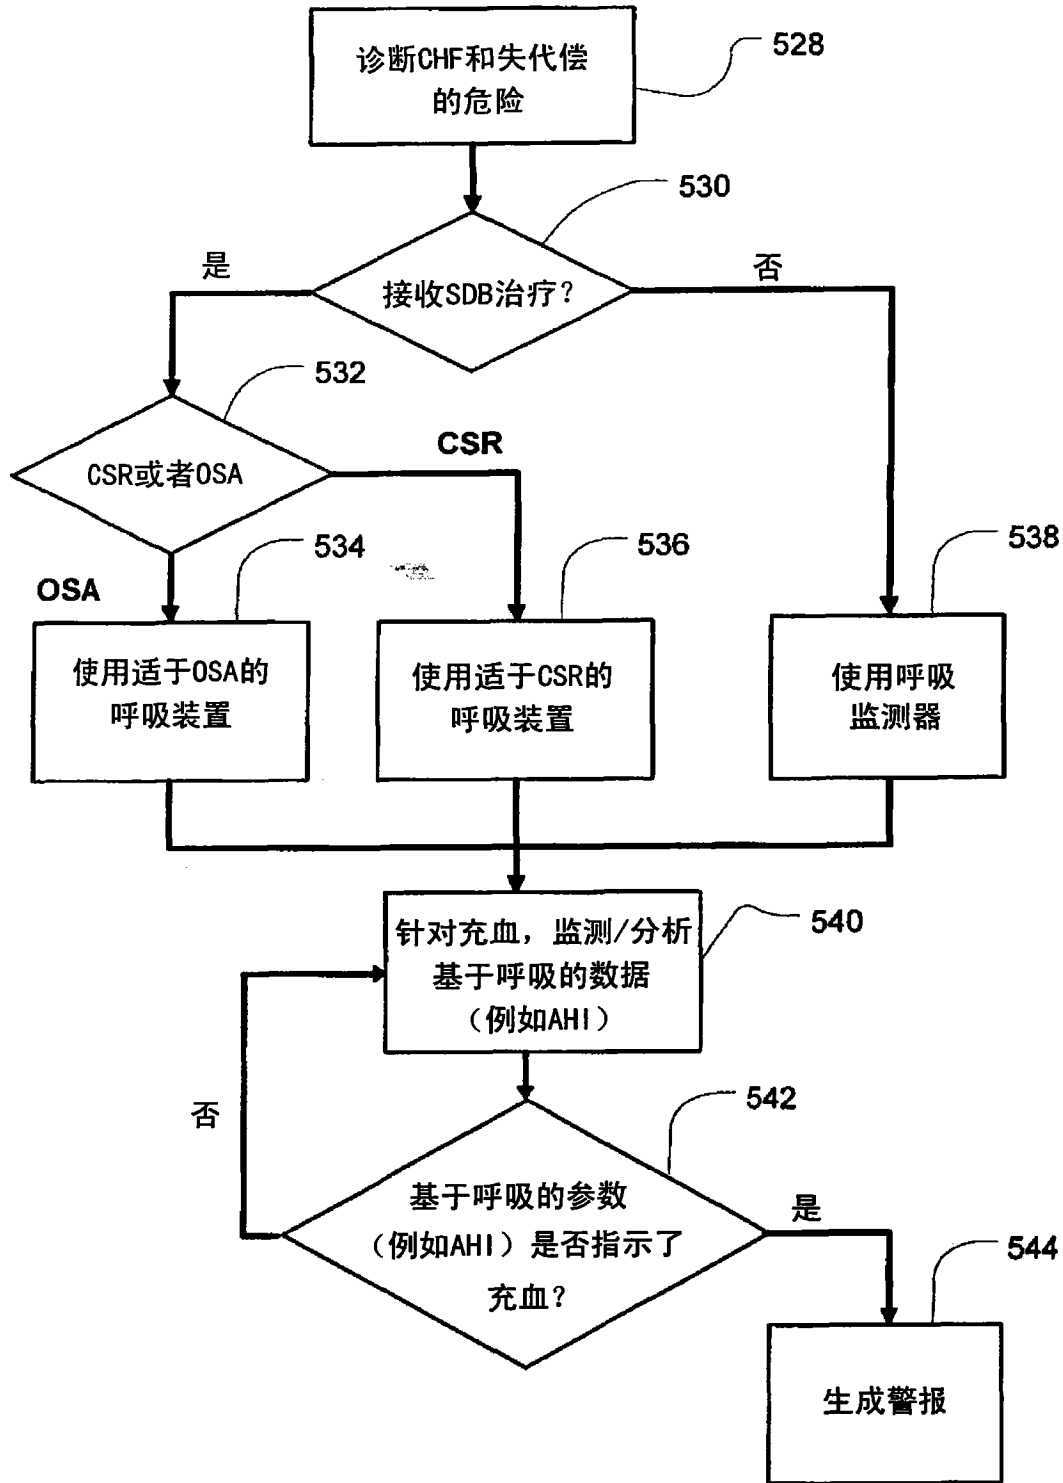 诊断CHF和失代偿
的危险
528
530
是
否
接收SDB治疗？
532
CSR
CSR或者OSA
534
536
538
OSA
使用适于OSA的
呼吸装置
使用适于CSR的
呼吸装置
使用呼吸
监测器
针对充血，监测/分析
基于呼吸的数据
（例如AHI）
540
否
542
基于呼吸的参数
（例如AHI）是否指示了
充血？
是
544
生成警报